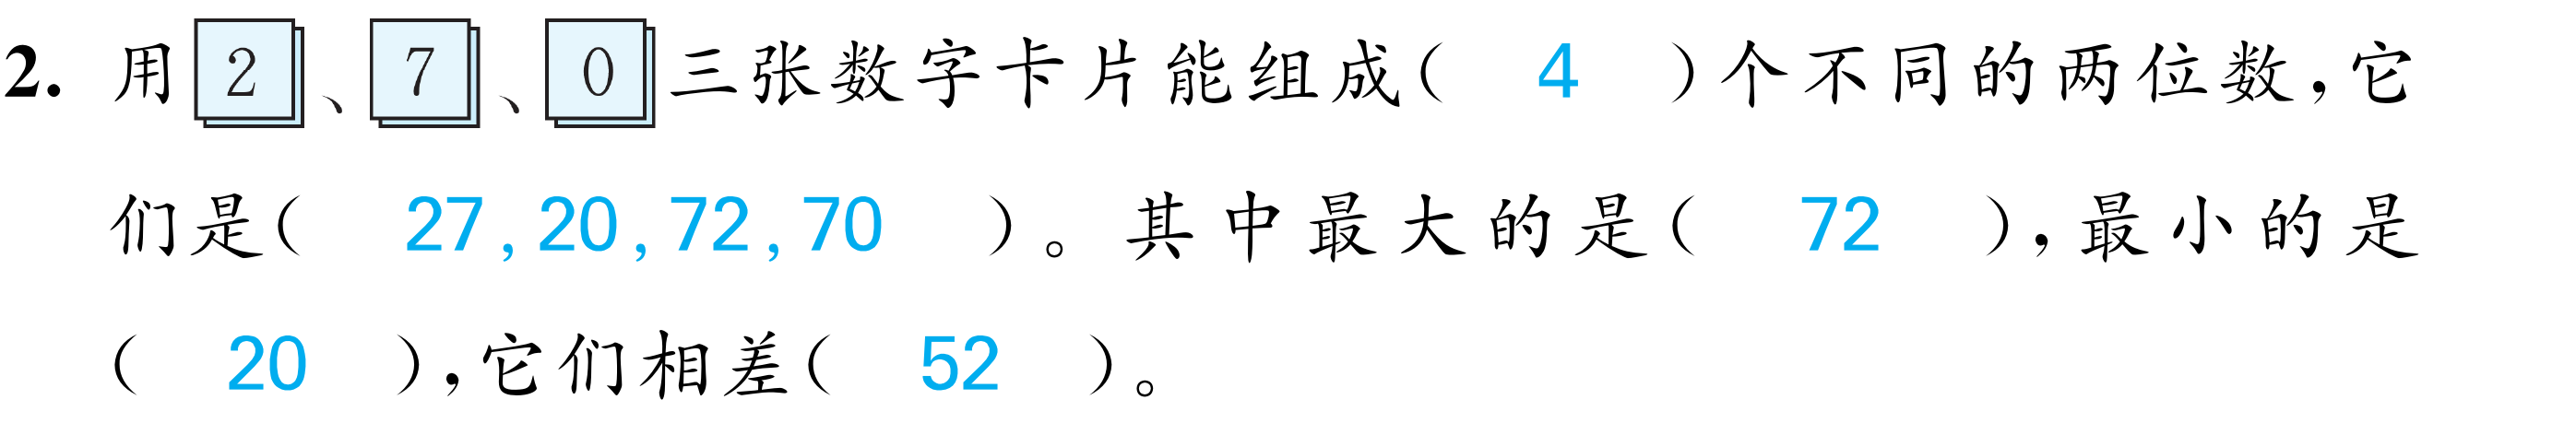 2. 用 2 、 7 、 0 三张数字卡片能组成( 4 )个不同的两位数,它
们是( 27,20,72,70 )。其中最大的是( 72 ),最小的是
( 20 ),它们相差( 52 )。